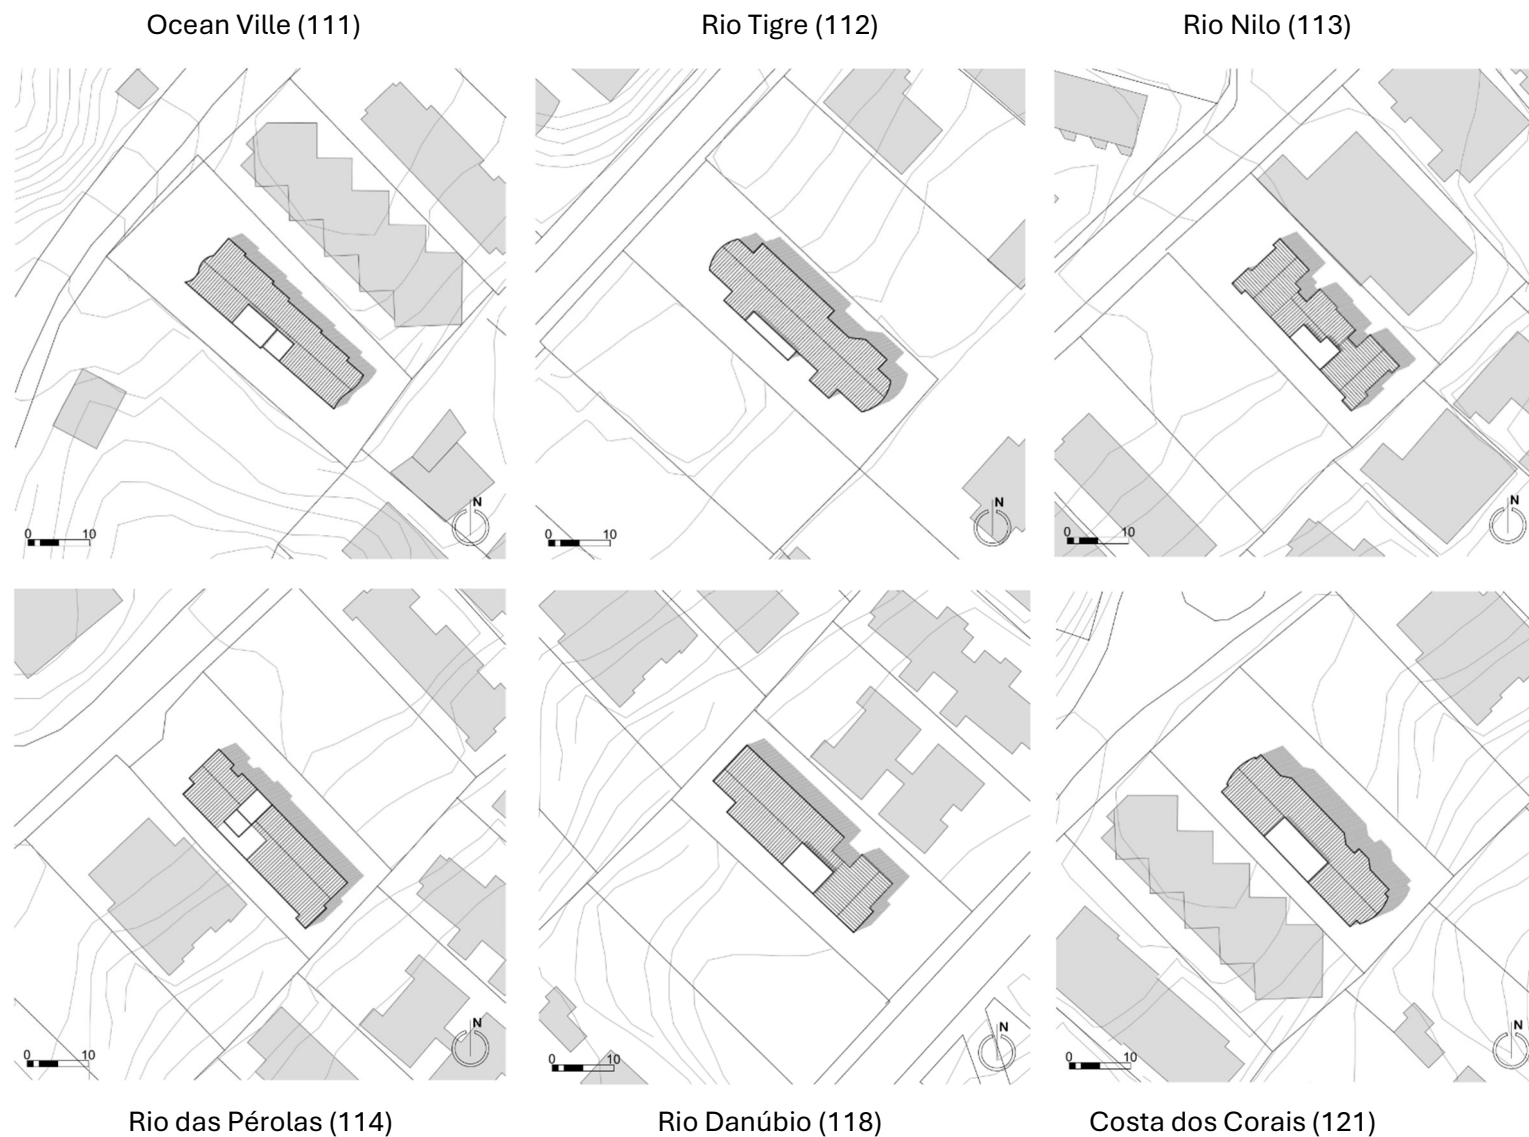 Ocean Ville (111)
Rio Tigre (112)
Rio Nilo (113)
N
0 10
N
0 10
N
0 10
N
0 10
N
0 10
N
0 10
Rio das Pérolas (114)
Rio Danúbio (118)
Costa dos Corais (121)